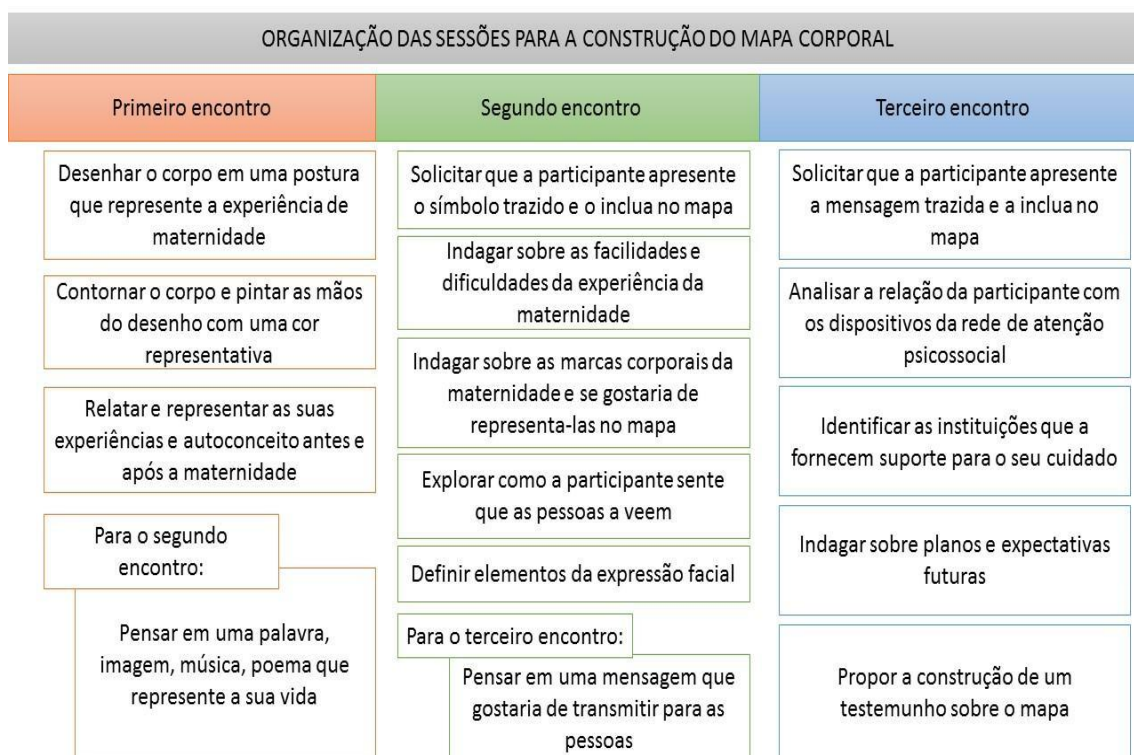 ORGANIZAÇÃO DAS SESSÕES PARA A CONSTRUÇÃO DO MAPA CORPORAL
Primeiro encontro
Desenhar o corpo em uma postura
que represente a experiência de
maternidade
Contornar o corpo e pintar as mãos
do desenho com uma cor
representativa
Relatar e representar as suas
experiências e autoconceito antes e
após a maternidade
Para o segundo
encontro:
Pensar em uma palavra,
imagem, música, poema que
represente a sua vida
Segundo encontro
Solicitar que a participante apresente
o símbolo trazido e o inclua no mapa
Indagar sobre as facilidades e
dificuldades da experiência da
maternidade
Indagar sobre as marcas corporais da
maternidade e se gostaria de
representa-las no mapa
Explorar como a participante sente
que as pessoas a veem
Definir elementos da expressão facial
Para o terceiro encontro:
Pensar em uma mensagem que
gostaria de transmitir para as
pessoas
Terceiro encontro
Solicitar que a participante apresente
a mensagem trazida e a inclua no
mapa
Analisar a relação da participante com
os dispositivos da rede de atenção
psicossocial
Identificar as instituições que a
fornecem suporte para o seu cuidado
Indagar sobre planos e expectativas
futuras
Propor a construção de um
testemunho sobre o mapa